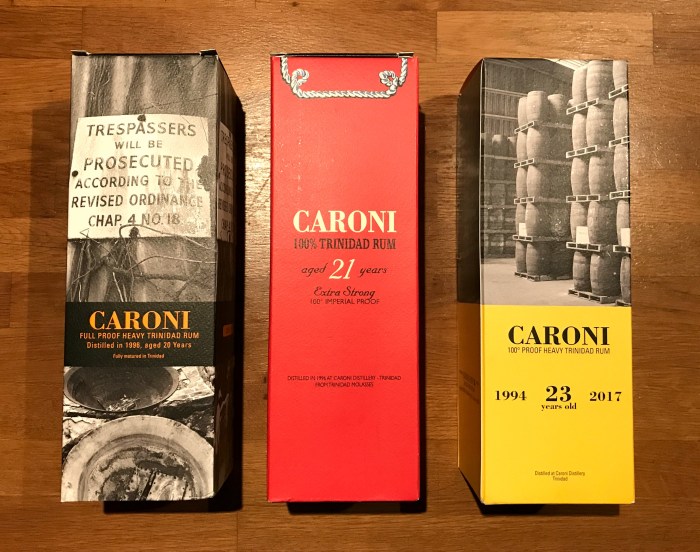 TRESPASSERS
WILL BE
PROSECUTED
ACCORDING TO THE
REVISED ORDINANCE
CHAP. 4 NO. 18
CARONI
FULL PROOF HEAVY TRINIDAD RUM
Distilled in 1996, aged 20 Years
Fully matured in Trinidad
CARONI
100% TRINIDAD RUM
aged 21 years
Extra Strong
100° IMPERIAL PROOF
DISTILLED IN 1996 AT CARONI DISTILLERY - TRINIDAD
FROM TRINIDAD MOLASSES
CARONI
100° PROOF HEAVY TRINIDAD RUM
1994 23 2017
years old
Distilled at Caroni Distillery
Trinidad